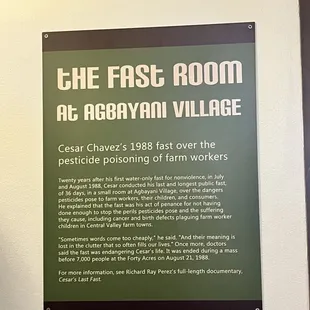 the FAST ROOM
At AGBAYANI VILLAGE
Cesar Chavez's 1988 fast over the
pesticide poisoning of farm workers
Twenty years after his first water-only fast for nonviolence, in July
and August 1988, Cesar conducted his last and longest public fast,
of 36 days, in a small room at Agbayani Village, over the dangers
pesticides pose to farm workers, their children, and consumers.
He explained that the fast was his act of penance for not having
done enough to stop the perils pesticides pose and the suffering
they cause, including cancer and birth defects plaguing farm worker
children in Central Valley farm towns.
"Sometimes words come too cheaply," he said. "And their meaning is
lost in the clutter that so often fills our lives." Once more, doctors
said the fast was endangering Cesar's life. It was ended during a mass
before 7,000 people at the Forty Acres on August 21, 1988.
For more information, see Richard Ray Perez's full-length documentary,
Cesar's Last Fast.